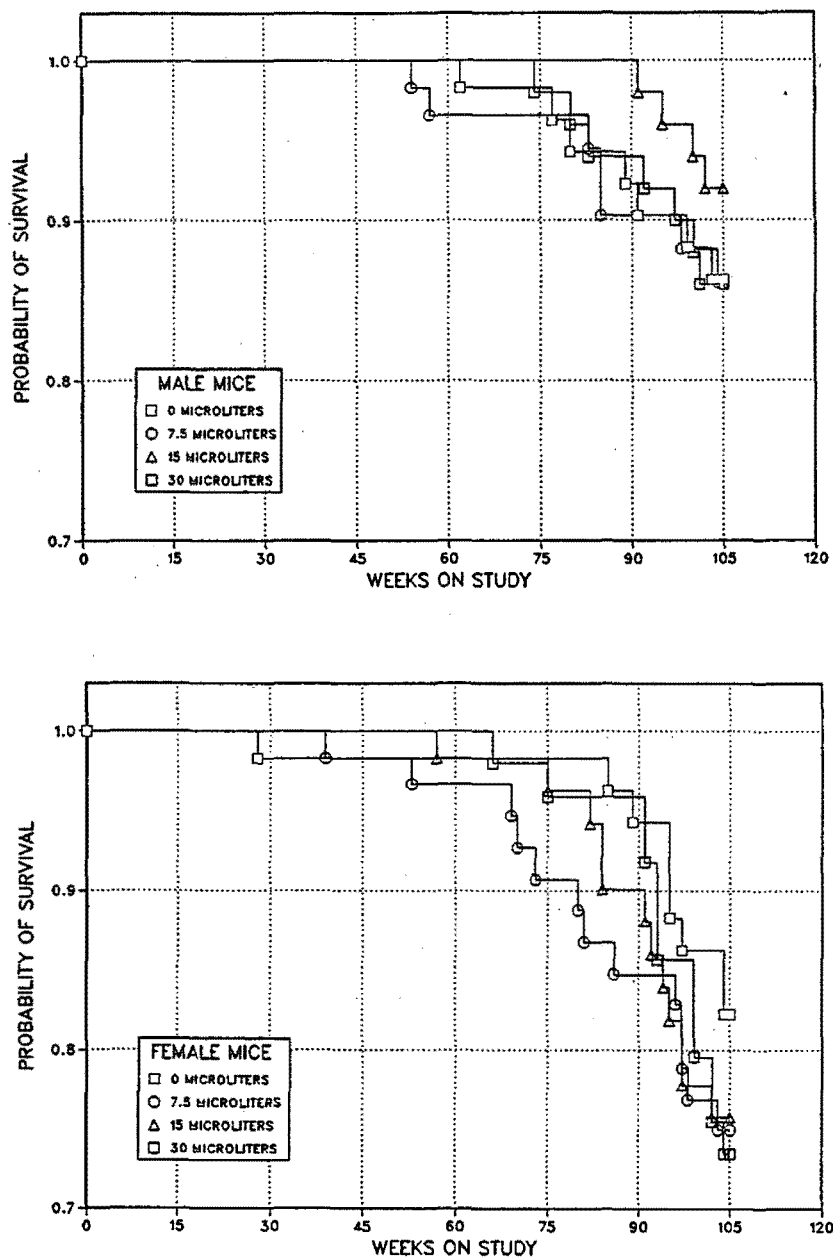 PROBABILITY OF SURVIVAL
1.0
0.9
0.8
0.7
MALE MICE
0 MICROLITERS
7.5 MICROLITERS
15 MICROLITERS
30 MICROLITERS
0 15 30 45 60 75 90 105 120
WEEKS ON STUDY
PROBABILITY OF SURVIVAL
1.0
0.9
0.8
0.7
FEMALE MICE
0 MICROLITERS
7.5 MICROLITERS
15 MICROLITERS
30 MICROLITERS
0 15 30 45 60 75 90 105 120
WEEKS ON STUDY